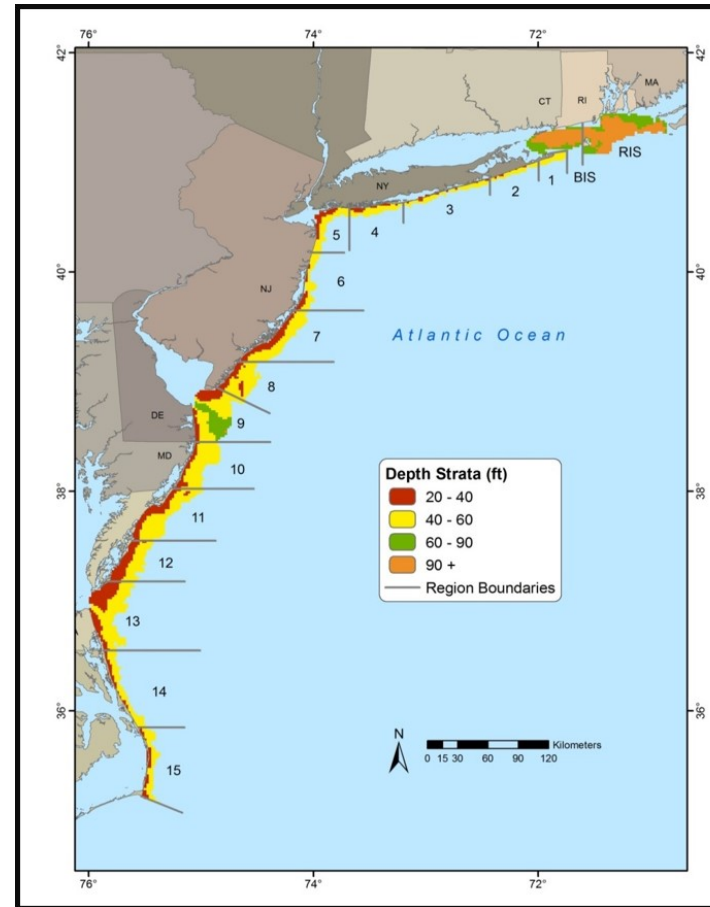 76°
74°
72°
42°
42°
MA
CT
RI
RIS
BIS
NY
1
2
3
4
5
40°
40°
6
NJ
Atlantic Ocean
7
8
DE
9
MD
10
38°
38°
11
12
13
14
36°
36°
15
Depth Strata (ft)
20 - 40
40 - 60
60 - 90
90 +
Region Boundaries
N
Kilometers
0 15 30 60 90 120
76°
74°
72°